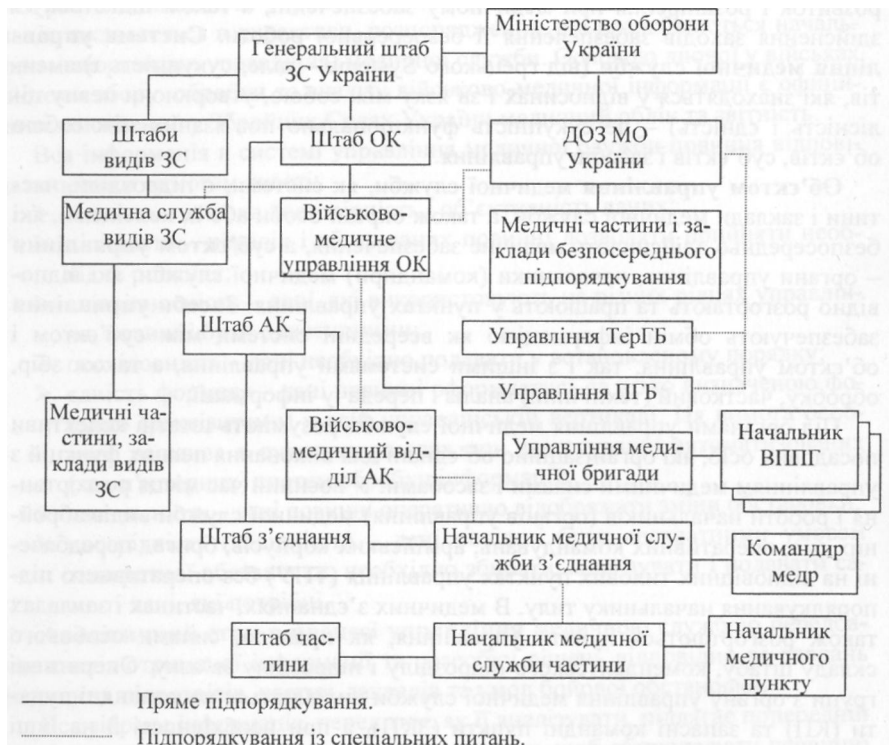 Міністерство оборони
України
Генеральний штаб
ЗС України
Штаби
видів ЗС
Штаб ОК
ДОЗ МО
України
Медична служба
видів ЗС
Військово-
медичне
управління ОК
Медичні частини і за-
клади безпосереднього
підпорядкування
Штаб АК
Управління ТерГБ
Управління ПГБ
Медичні ча-
стини, за-
клади видів
ЗС
Військово-
медичний від-
діл АК
Управління меди-
чної бригади
Начальник
ВППГ
Штаб з’єднання
Начальник медичної слу-
жби з’єднання
Командир
медр
Штаб час-
тини
Начальник медичної
служби частини
Начальник
медичного
пункту
Пряме підпорядкування.
Підпорядкування із спеціальних питань.